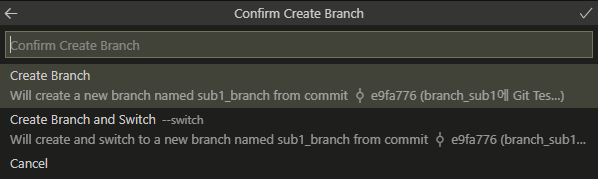 Confirm Create Branch
Confirm Create Branch
Create Branch
Will create a new branch named sub1_branch from commit e9fa776 (branch_sub1에 Git Tes...)
Create Branch and Switch --switch
Will create and switch to a new branch named sub1_branch from commit e9fa776 (branch_sub1...
Cancel